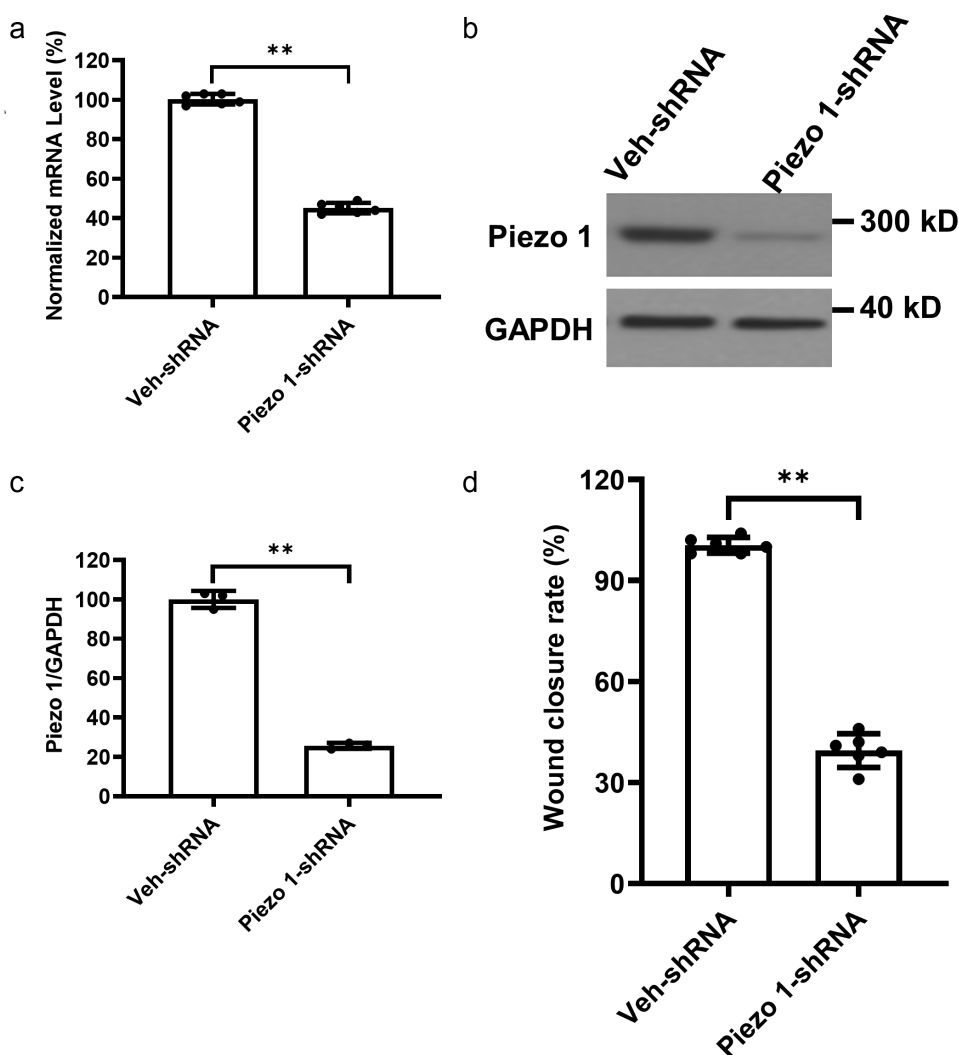 a
Normalized mRNA Level (%)
120
100
80
60
40
20
0
**
Veh-shRNA
Piezo 1-shRNA
b
Veh-shRNA
Piezo 1-shRNA
Piezo 1
300 kD
GAPDH
40 kD
c
Piezo 1/GAPDH
120
100
80
60
40
20
0
**
Veh-shRNA
Piezo 1-shRNA
d
Wound closure rate (%)
120
90
60
30
0
**
Veh-shRNA
Piezo 1-shRNA